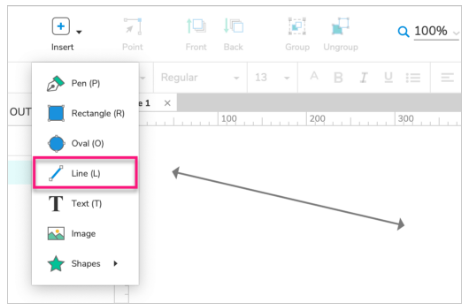 100%
Insert Point Front Back Group Ungroup
Regular 13 A B I U
OUT
e 1 ×
100 200 300
Pen (P)
Rectangle (R)
Oval (O)
Line (L)
T Text (T)
Image
Shapes